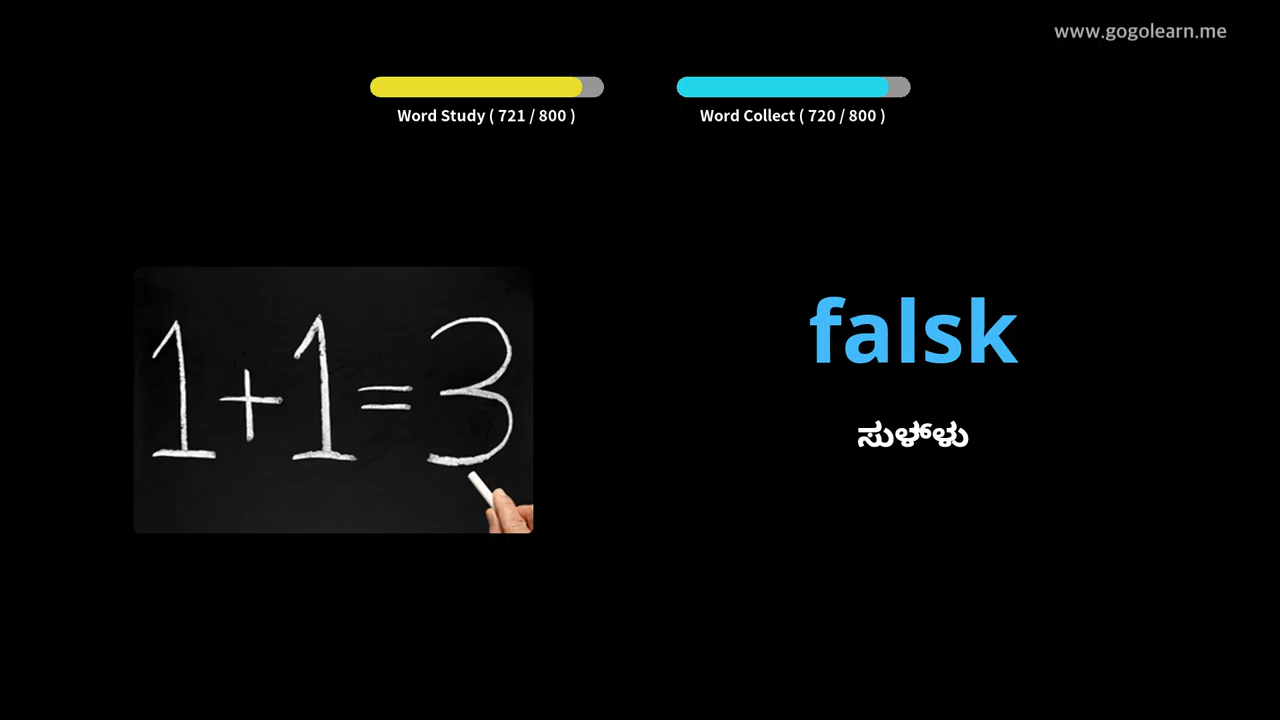 www.gogolearn.me
Word Study ( 721 / 800 )
Word Collect ( 720 / 800 )
1+1=3
falsk
ಸುಳ್ಳು